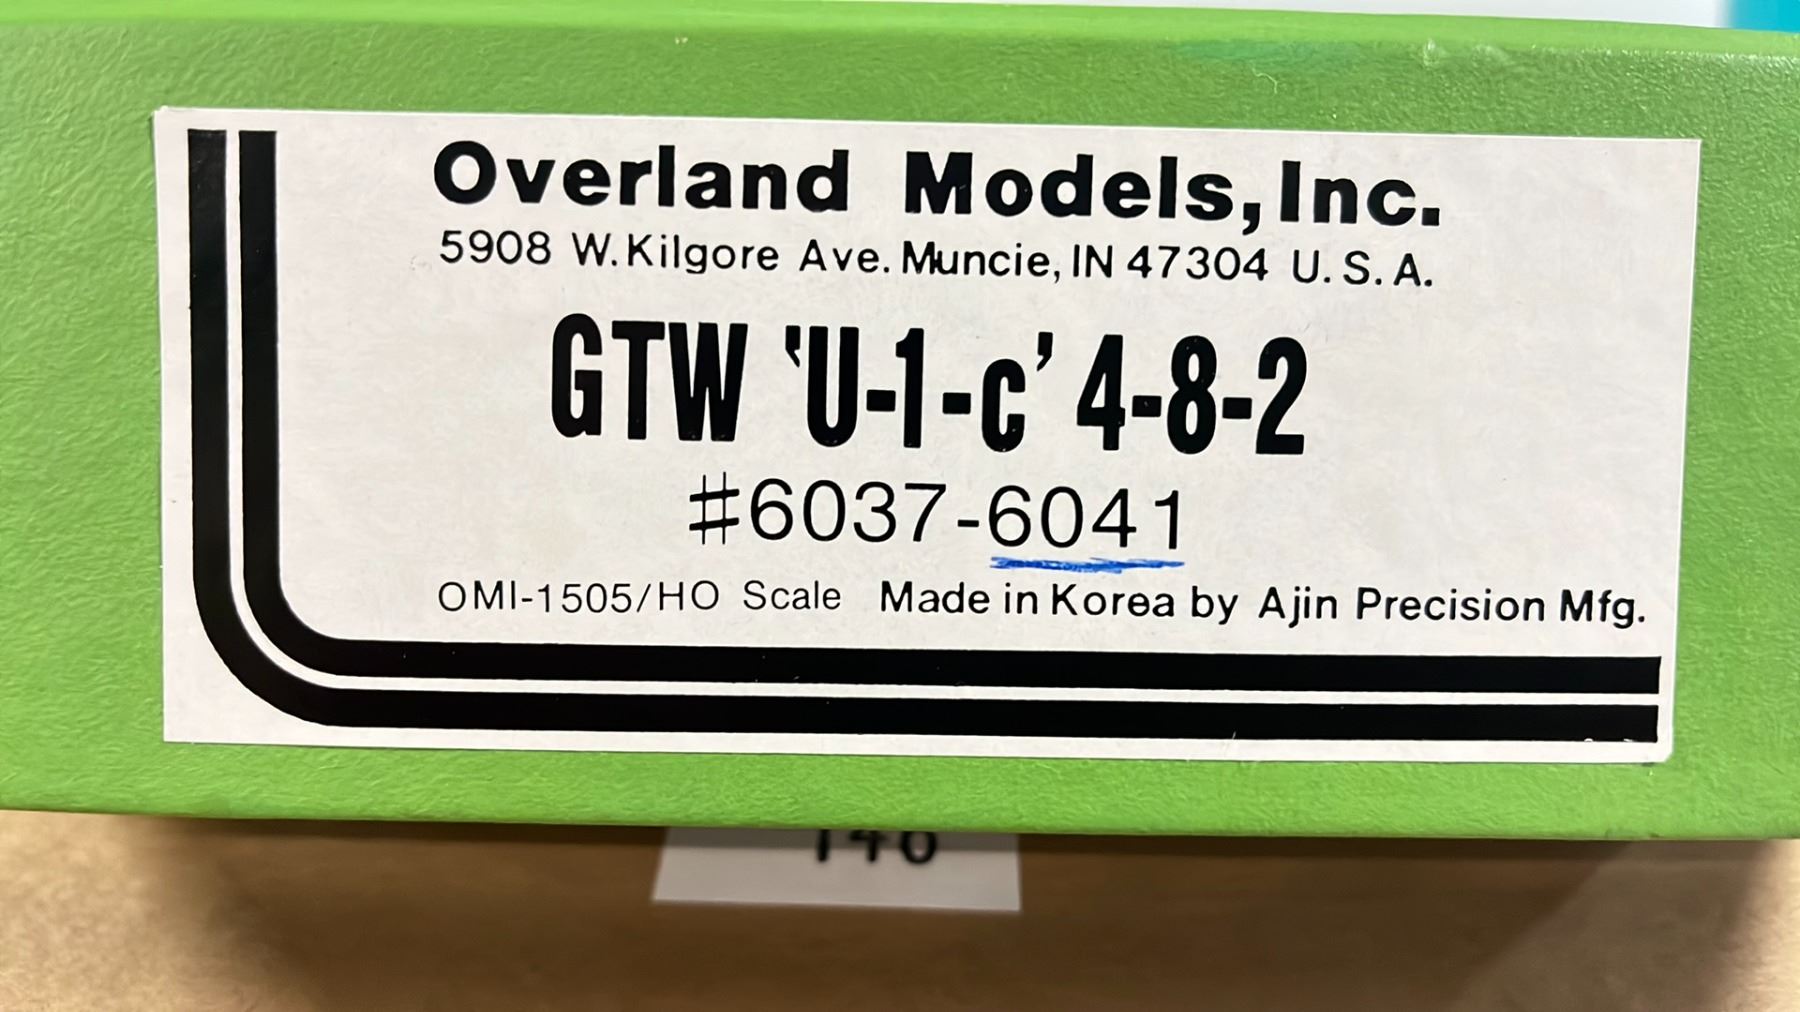 Overland Models, Inc.
5908 W. Kilgore Ave. Muncie, IN 47304 U. S. A.
GTW 'U-1-c' 4-8-2
#6037-6041
OMI-1505/HO Scale Made in Korea by Ajin Precision Mfg.